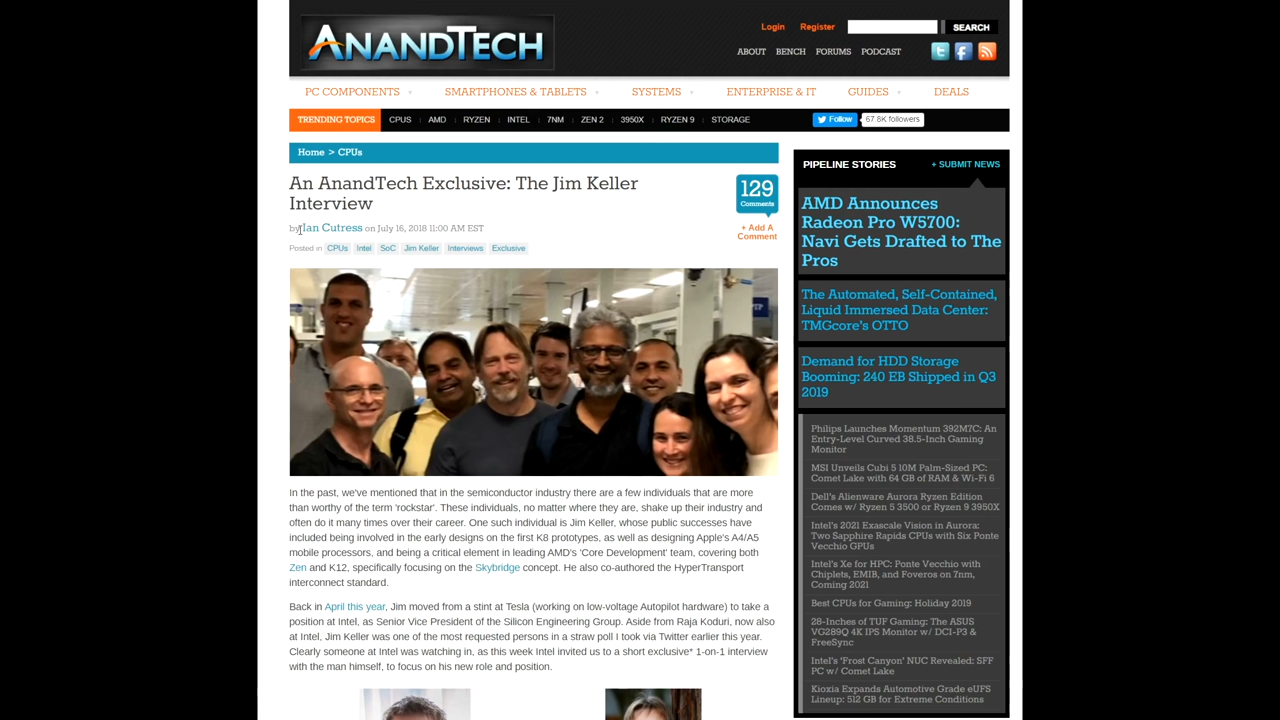 ANANDTECH
Login Register SEARCH
ABOUT BENCH FORUMS PODCAST
PC COMPONENTS SMARTPHONES & TABLETS SYSTEMS ENTERPRISE & IT GUIDES DEALS
TRENDING TOPICS CPUS AMD RYZEN INTEL 7NM ZEN 2 3950X RYZEN 9 STORAGE
Follow 67.8K followers
Home > CPUs
An AnandTech Exclusive: The Jim Keller
Interview
by Ian Cutress on July 16, 2018 11:00 AM EST
Posted in CPUs Intel SoC Jim Keller Interviews Exclusive
129
Comments
+ Add A
Comment
In the past, we've mentioned that in the semiconductor industry there are a few individuals that are more
than worthy of the term 'rockstar'. These individuals, no matter where they are, shake up their industry and
often do it many times over their career. One such individual is Jim Keller, whose public successes have
included being involved in the early designs on the first K8 prototypes, as well as designing Apple's A4/A5
mobile processors, and being a critical element in leading AMD's 'Core Development' team, covering both
Zen and K12, specifically focusing on the Skybridge concept. He also co-authored the HyperTransport
interconnect standard.
Back in April this year, Jim moved from a stint at Tesla (working on low-voltage Autopilot hardware) to take a
position at Intel, as Senior Vice President of the Silicon Engineering Group. Aside from Raja Koduri, now also
at Intel, Jim Keller was one of the most requested persons in a straw poll I took via Twitter earlier this year.
Clearly someone at Intel was watching in, as this week Intel invited us to a short exclusive* 1-on-1 interview
with the man himself, to focus on his new role and position.
PIPELINE STORIES + SUBMIT NEWS
AMD Announces
Radeon Pro W5700:
Navi Gets Drafted to The
Pros
The Automated, Self-Contained,
Liquid Immersed Data Center:
TMGcore's OTTO
Demand for HDD Storage
Booming: 240 EB Shipped in Q3
2019
Philips Launches Momentum 392M7C: An
Entry-Level Curved 38.5-Inch Gaming
Monitor
MSI Unveils Cubi 5 10M Palm-Sized PC:
Comet Lake with 64 GB of RAM & Wi-Fi 6
Dell's Alienware Aurora Ryzen Edition
Comes w/ Ryzen 5 3500 or Ryzen 9 3950X
Intel's 2021 Exascale Vision in Aurora:
Two Sapphire Rapids CPUs with Six Ponte
Vecchio GPUs
Intel's Xe for HPC: Ponte Vecchio with
Chiplets, EMIB, and Foveros on 7nm,
Coming 2021
Best CPUs for Gaming: Holiday 2019
28-Inches of TUF Gaming: The ASUS
VG289Q 4K IPS Monitor w/ DCI-P3 &
FreeSync
Intel's 'Frost Canyon' NUC Revealed: SFF
PC w/ Comet Lake
Kioxia Expands Automotive Grade eUFS
Lineup: 512 GB for Extreme Conditions